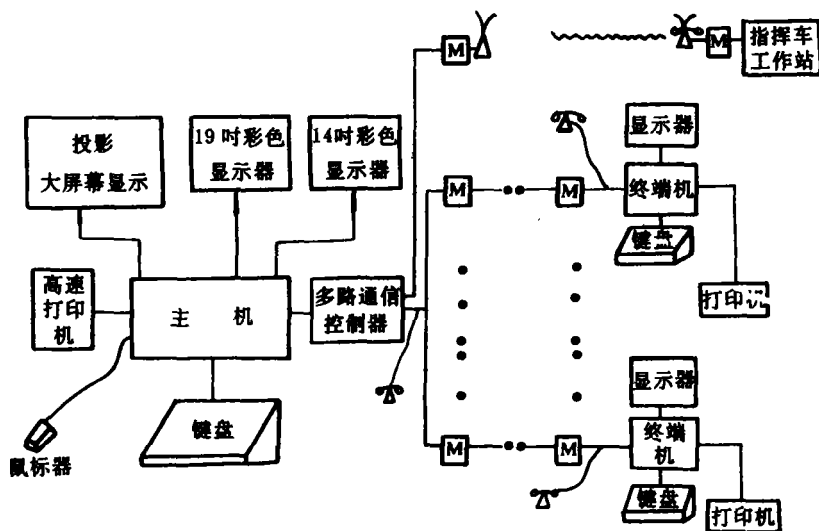 M
M
指挥车
工作站
投影
大屏幕显示
19吋彩色
显示器
14吋彩色
显示器
显示器
M
M
终端机
键盘
高速
打印
机
主 机
多路通信
控制器
打印机
显示器
键盘
鼠标器
M
M
终端
机
键盘
打印机